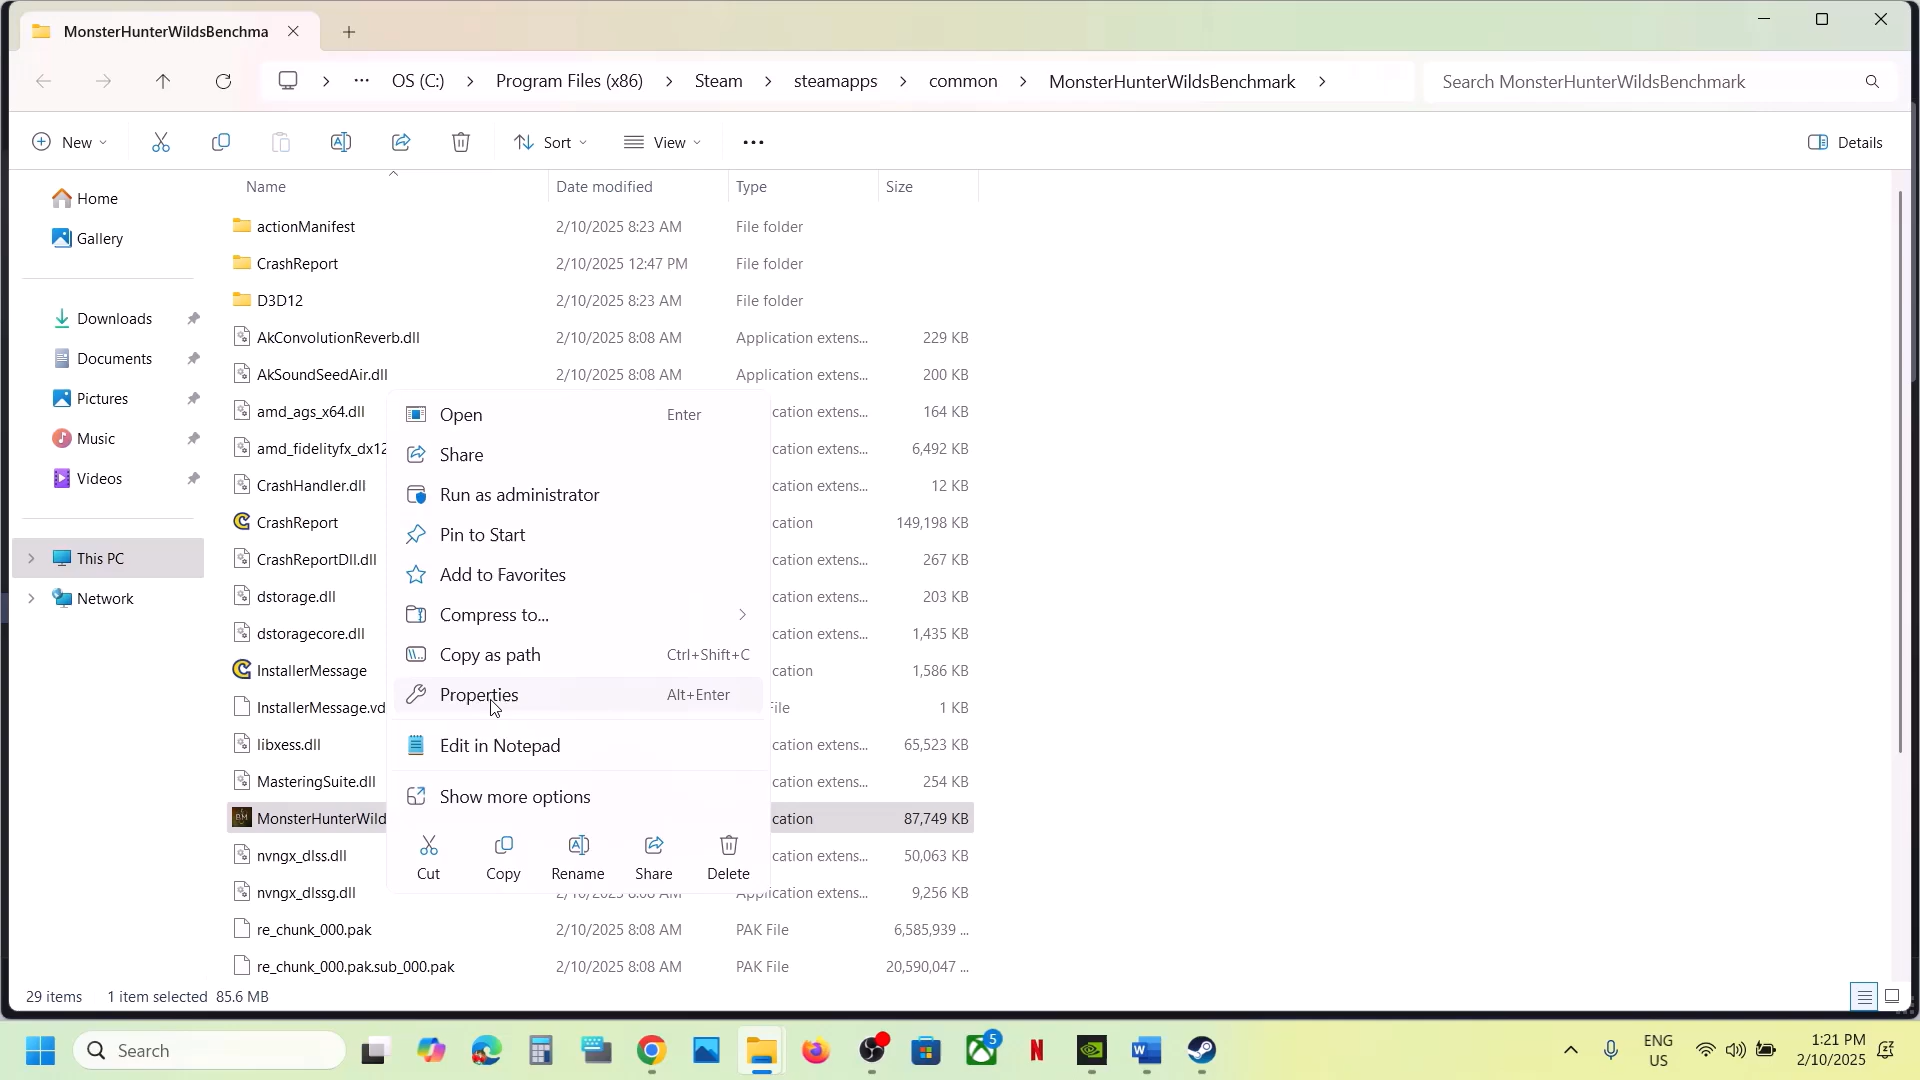 MonsterHunterWildsBenchma
OS (C:) Program Files (x86) Steam steamapps common MonsterHunterWildsBenchmark Search MonsterHunterWildsBenchmark
New Sort View ... Details
Name Date modified Type Size
Home
Gallery
Downloads
Documents
Pictures
Music
Videos
This PC
Network
actionManifest 2/10/2025 8:23 AM File folder
CrashReport 2/10/2025 12:47 PM File folder
D3D12 2/10/2025 8:23 AM File folder
AkConvolutionReverb.dll 2/10/2025 8:08 AM Application extens... 229 KB
AkSoundSeedAir.dll 2/10/2025 8:08 AM Application extens... 200 KB
amd_ags_x64.dll cation extens... 164 KB
amd_fidelityfx_dx12 cation extens... 6,492 KB
CrashHandler.dll cation extens... 12 KB
CrashReport cation 149,198 KB
CrashReportDll.dll cation extens... 267 KB
dstorage.dll cation extens... 203 KB
dstoragecore.dll cation extens... 1,435 KB
InstallerMessage cation 1,586 KB
InstallerMessage.vd File 1 KB
libxess.dll cation extens... 65,523 KB
MasteringSuite.dll cation extens... 254 KB
MonsterHunterWild cation 87,749 KB
nvngx_dlss.dll cation extens... 50,063 KB
nvngx_dlssg.dll 2/10/2025 8:08 AM Application extens... 9,256 KB
re_chunk_000.pak 2/10/2025 8:08 AM PAK File 6,585,939 ...
re_chunk_000.pak.sub_000.pak 2/10/2025 8:08 AM PAK File 20,590,047 ...
Open Enter
Share
Run as administrator
Pin to Start
Add to Favorites
Compress to...
Copy as path Ctrl+Shift+C
Properties Alt+Enter
Edit in Notepad
Show more options
Cut Copy Rename Share Delete
29 items 1 item selected 85.6 MB
Search
5
ENG
US
1:21 PM
2/10/2025